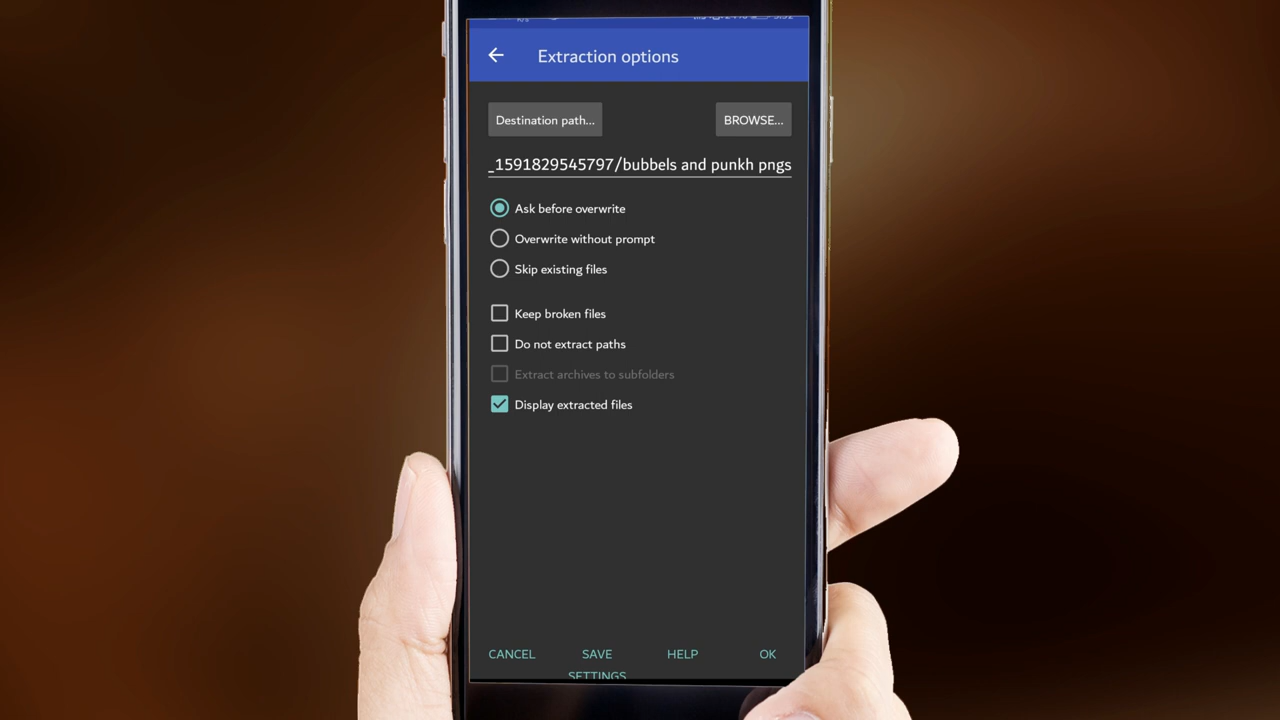 Extraction options
Destination path...
BROWSE...
_1591829545797/bubbels and punkh pngs
Ask before overwrite
Overwrite without prompt
Skip existing files
Keep broken files
Do not extract paths
Extract archives to subfolders
Display extracted files
CANCEL
SAVE SETTINGS
HELP
OK